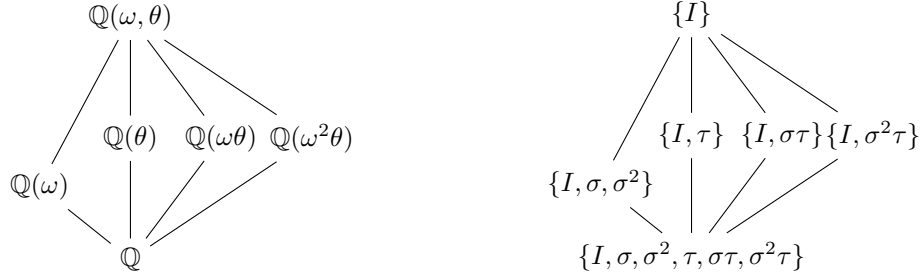 ℚ(ω, θ) {I}
ℚ(θ) ℚ(ωθ) ℚ(ω²θ) {I, τ} {I, στ} {I, σ²τ}
ℚ(ω) {I, σ, σ²}
ℚ {I, σ, σ², τ, στ, σ²τ}